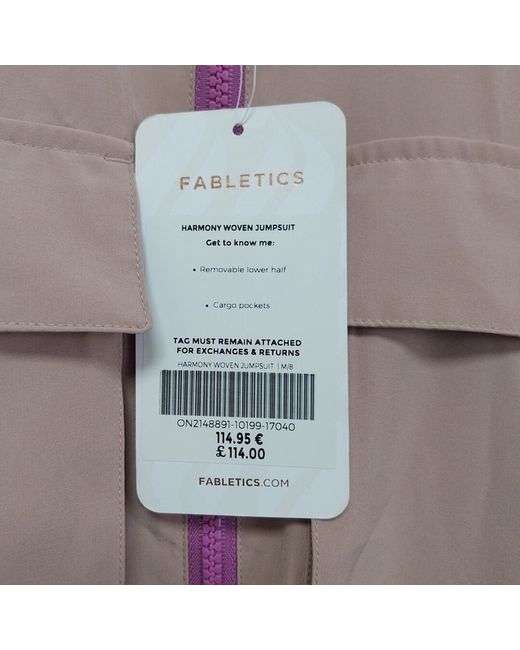 FABLETICS
HARMONY WOVEN JUMPSUIT
Get to know me:
• Removable lower half
• Cargo pockets
TAG MUST REMAIN ATTACHED
FOR EXCHANGES & RETURNS
HARMONY WOVEN JUMPSUIT | M/8
ON2148891-10199-17040
114.95 €
£114.00
FABLETICS.COM